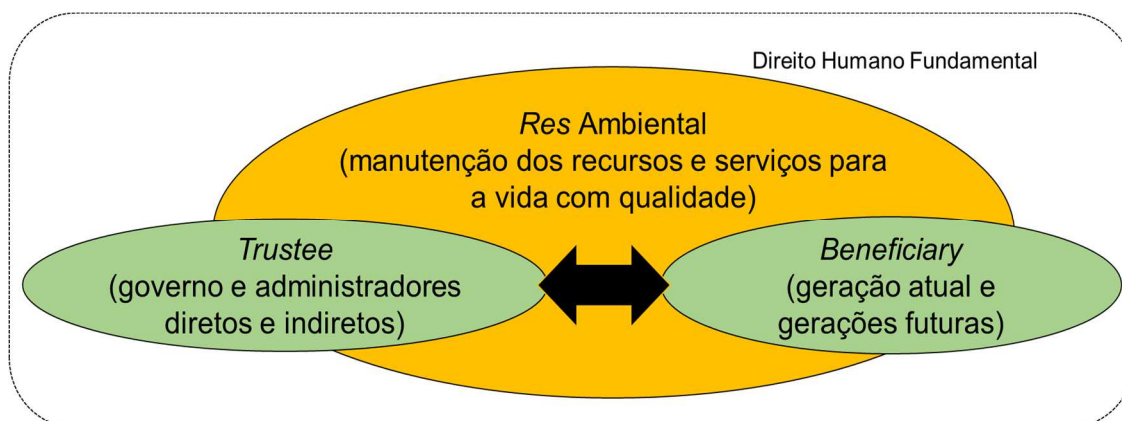 Direito Humano Fundamental
Res Ambiental
(manutenção dos recursos e serviços para
a vida com qualidade)
Trustee
(governo e administradores
diretos e indiretos)
Beneficiary
(geração atual e
gerações futuras)